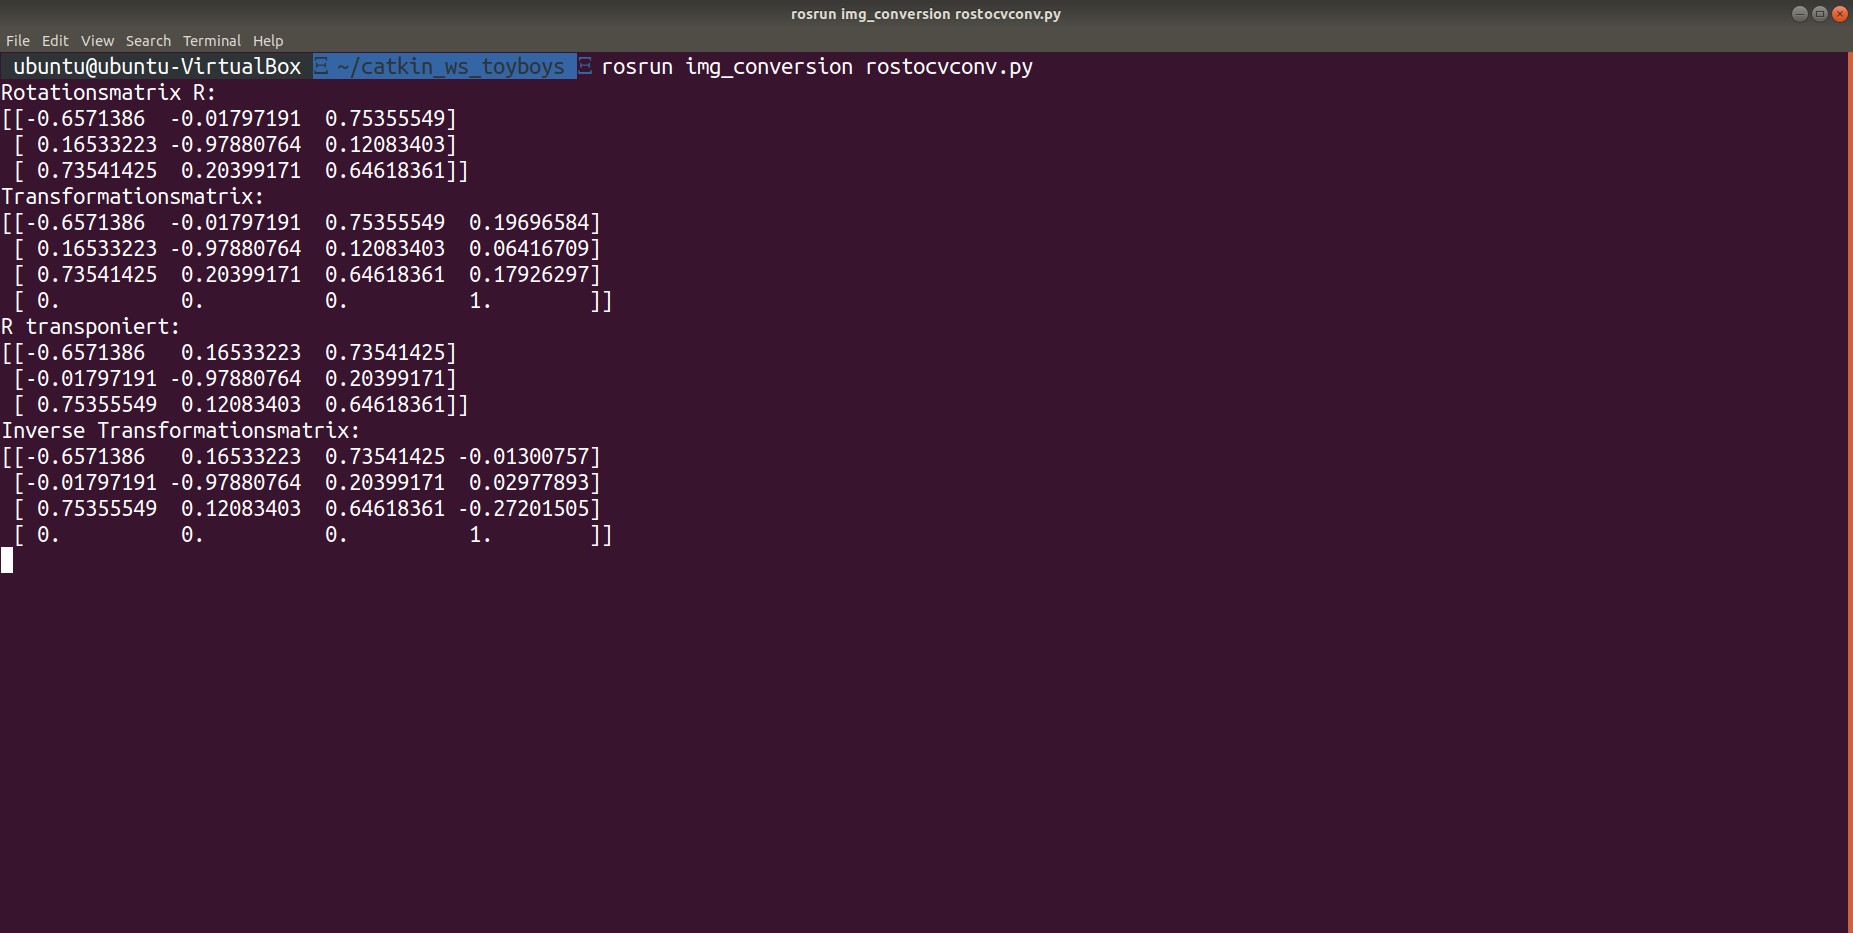 rosrun img_conversion rostocvconv.py
File Edit View Search Terminal Help
ubuntu@ubuntu-VirtualBox ~/catkin_ws_toyboys rosrun img_conversion rostocvconv.py
Rotationsmatrix R:
[[-0.6571386  -0.01797191  0.75355549]
 [ 0.16533223 -0.97880764  0.12083403]
 [ 0.73541425  0.20399171  0.64618361]]
Transformationsmatrix:
[[-0.6571386  -0.01797191  0.75355549  0.19696584]
 [ 0.16533223 -0.97880764  0.12083403  0.06416709]
 [ 0.73541425  0.20399171  0.64618361  0.17926297]
 [ 0.          0.          0.          1.        ]]
R transponiert:
[[-0.6571386   0.16533223  0.73541425]
 [-0.01797191 -0.97880764  0.20399171]
 [ 0.75355549  0.12083403  0.64618361]]
Inverse Transformationsmatrix:
[[-0.6571386   0.16533223  0.73541425 -0.01300757]
 [-0.01797191 -0.97880764  0.20399171  0.02977893]
 [ 0.75355549  0.12083403  0.64618361 -0.27201505]
 [ 0.          0.          0.          1.        ]]